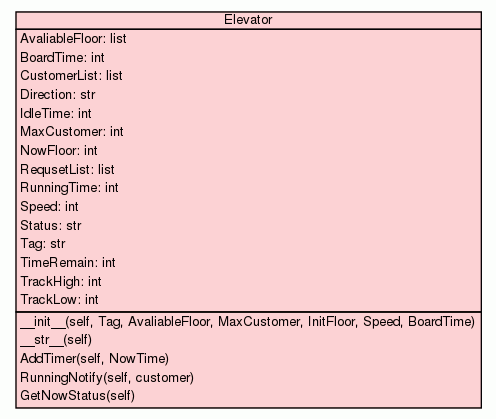 Elevator
AvaliableFloor: list
BoardTime: int
CustomerList: list
Direction: str
IdleTime: int
MaxCustomer: int
NowFloor: int
RequsetList: list
RunningTime: int
Speed: int
Status: str
Tag: str
TimeRemain: int
TrackHigh: int
TrackLow: int
__init__(self, Tag, AvaliableFloor, MaxCustomer, InitFloor, Speed, BoardTime)
__str__(self)
AddTimer(self, NowTime)
RunningNotify(self, customer)
GetNowStatus(self)